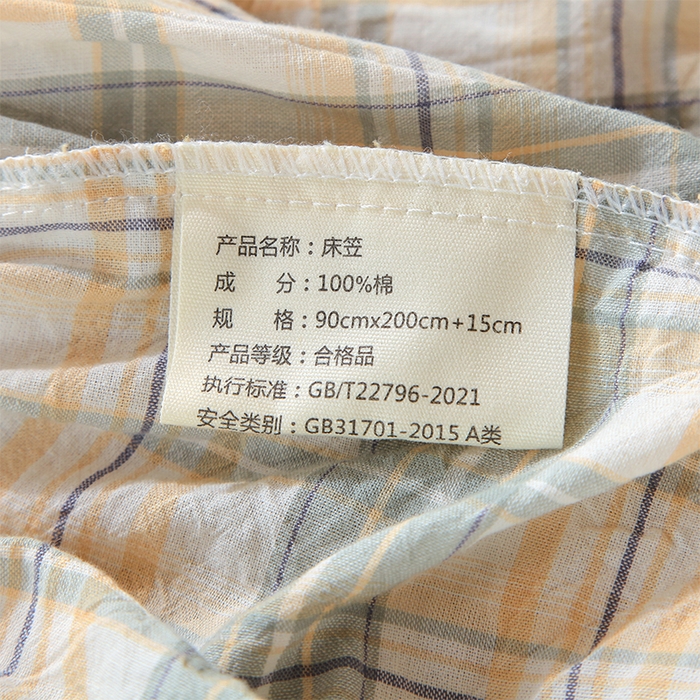 产品名称：床笠
成 分：100%棉
规 格：90cmx200cm+15cm
产品等级：合格品
执行标准：GB/T22796-2021
安全类别：GB31701-2015 A类